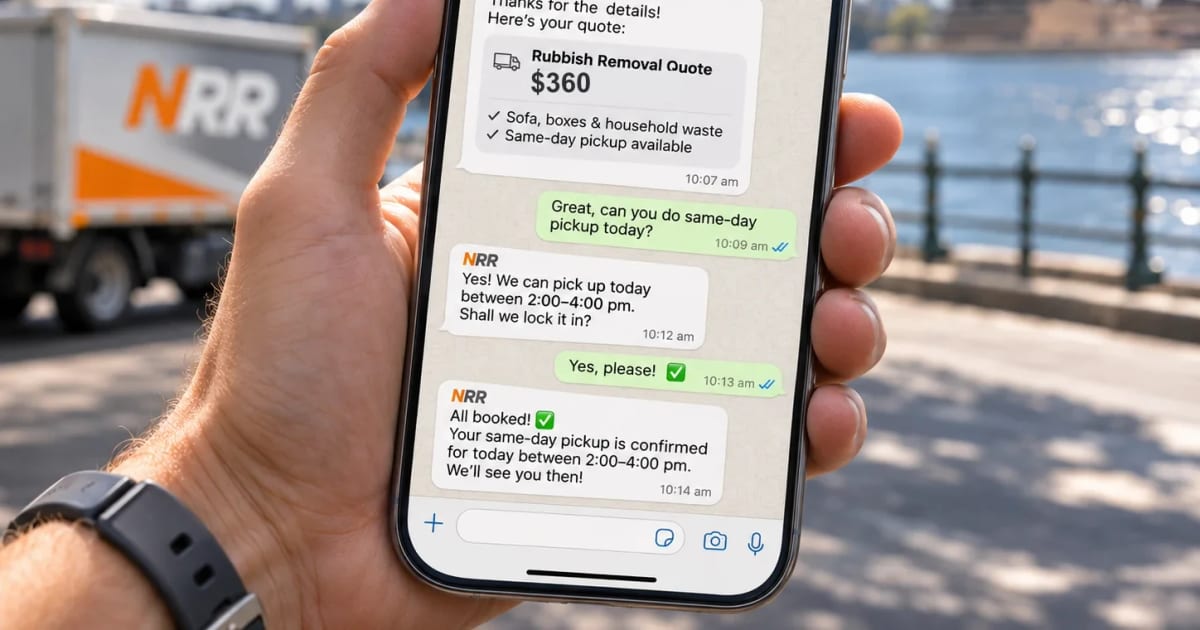 NRR
Thanks for the details!
Here's your quote:
Rubbish Removal Quote
$360
✓ Sofa, boxes & household waste
✓ Same-day pickup available
10:07 am
Great, can you do same-day
pickup today?
10:09 am
NRR
Yes! We can pick up today
between 2:00–4:00 pm.
Shall we lock it in?
10:12 am
Yes, please! ✅
10:13 am
NRR
All booked! ✅
Your same-day pickup is confirmed
for today between 2:00–4:00 pm.
We'll see you then!
10:14 am